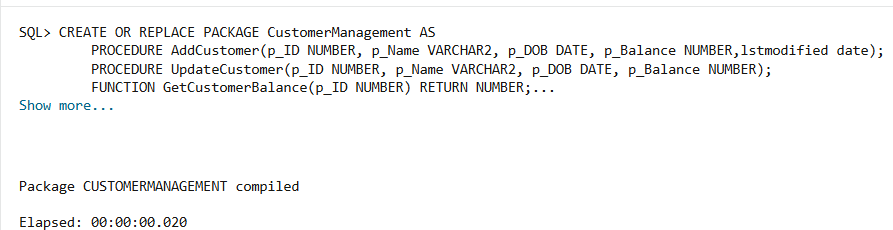 SQL> CREATE OR REPLACE PACKAGE CustomerManagement AS
PROCEDURE AddCustomer(p_ID NUMBER, p_Name VARCHAR2, p_DOB DATE, p_Balance NUMBER,lstmodified date);
PROCEDURE UpdateCustomer(p_ID NUMBER, p_Name VARCHAR2, p_DOB DATE, p_Balance NUMBER);
FUNCTION GetCustomerBalance(p_ID NUMBER) RETURN NUMBER;...
Show more...
Package CUSTOMERMANAGEMENT compiled
Elapsed: 00:00:00.020